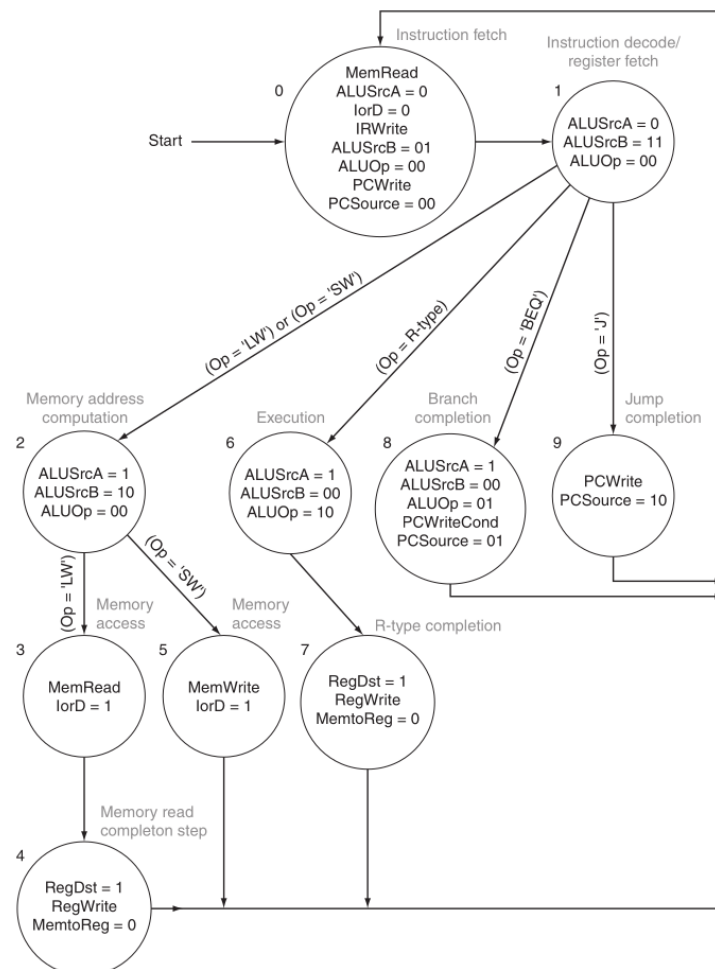 Instruction fetch
Instruction decode/
register fetch
0
MemRead
ALUSrcA = 0
IorD = 0
IRWrite
ALUSrcB = 01
ALUOp = 00
PCWrite
PCSource = 00
1
ALUSrcA = 0
ALUSrcB = 11
ALUOp = 00
Start
(Op = 'LW') or (Op = 'SW')
(Op = R-type)
(Op = 'BEQ')
(Op = 'J')
Memory address
computation
2
ALUSrcA = 1
ALUSrcB = 10
ALUOp = 00
Execution
6
ALUSrcA = 1
ALUSrcB = 00
ALUOp = 10
Branch
completion
8
ALUSrcA = 1
ALUSrcB = 00
ALUOp = 01
PCWriteCond
PCSource = 01
Jump
completion
9
PCWrite
PCSource = 10
(Op = 'LW')
(Op = 'SW')
Memory
access
3
MemRead
IorD = 1
Memory
access
5
MemWrite
IorD = 1
R-type completion
7
RegDst = 1
RegWrite
MemtoReg = 0
Memory read
completon step
4
RegDst = 1
RegWrite
MemtoReg = 0